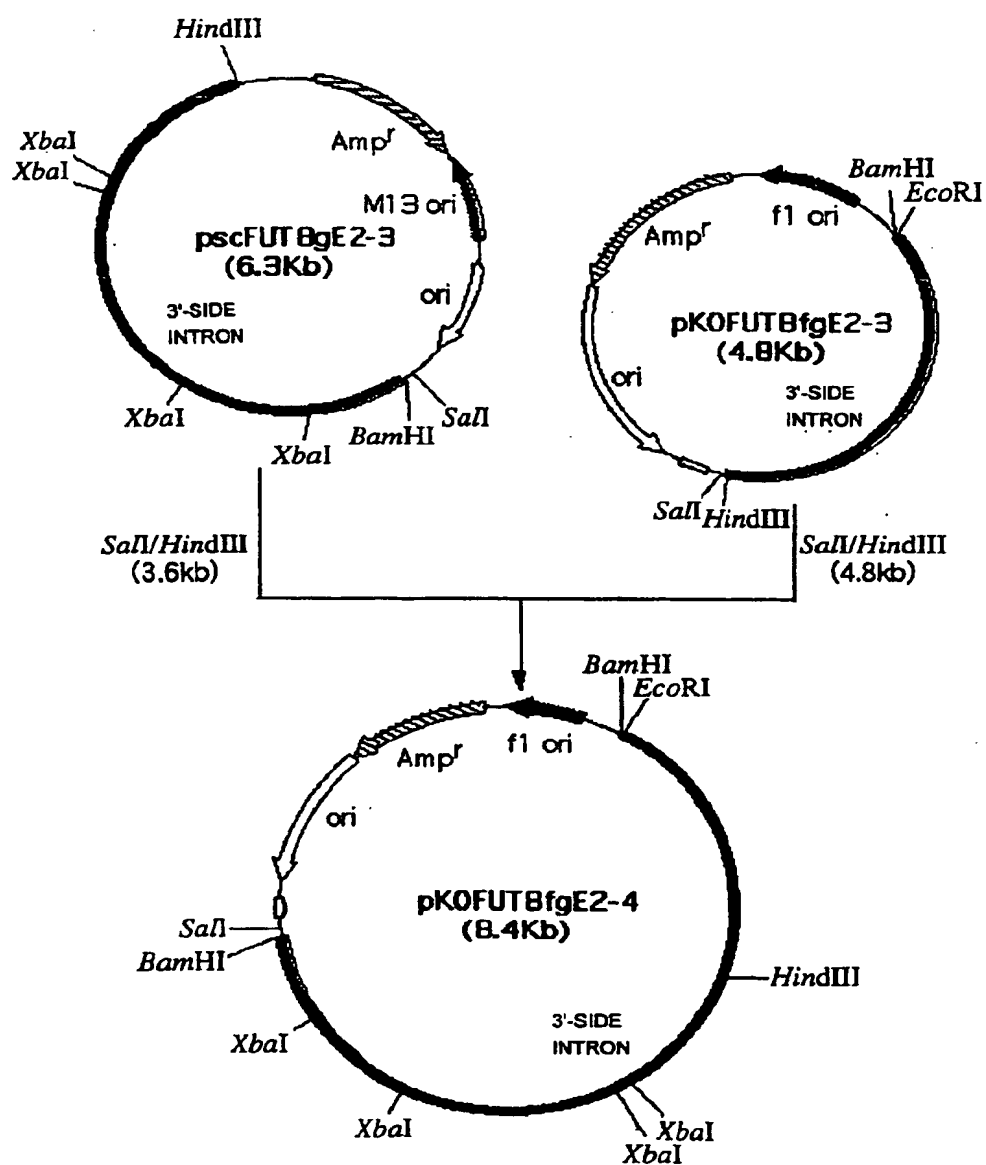 HindIII
XbaI
XbaI
Ampr
M13 ori
pscFUT8gE2-3
(6.3Kb)
ori
3'-SIDE
INTRON
XbaI
XbaI
BamHI
SalI
BamHI
EcoRI
f1 ori
Ampr
pKOFUT8fgE2-3
(4.8Kb)
ori
3'-SIDE
INTRON
SalI
HindIII
SalI/HindIII
(3.6kb)
SalI/HindIII
(4.8kb)
BamHI
EcoRI
f1 ori
Ampr
ori
pKOFUT8fgE2-4
(8.4Kb)
SalI
BamHI
HindIII
3'-SIDE
INTRON
XbaI
XbaI
XbaI
XbaI